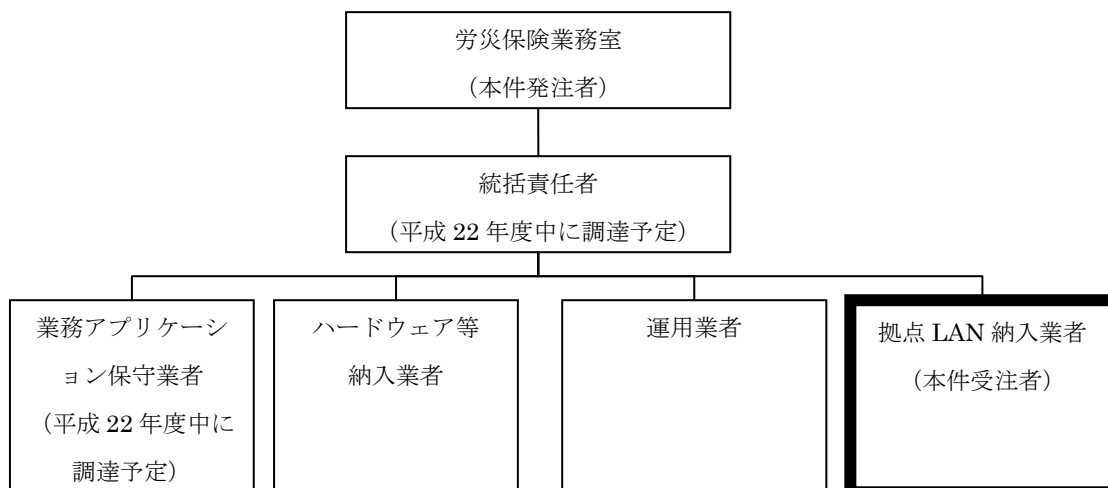 労災保険業務室
（本件発注者）
統括責任者
（平成 22 年度中に調達予定）
業務アプリケーシ
ョン保守業者
（平成 22 年度中に
調達予定）
ハードウェア等
納入業者
運用業者
拠点 LAN 納入業者
（本件受注者）